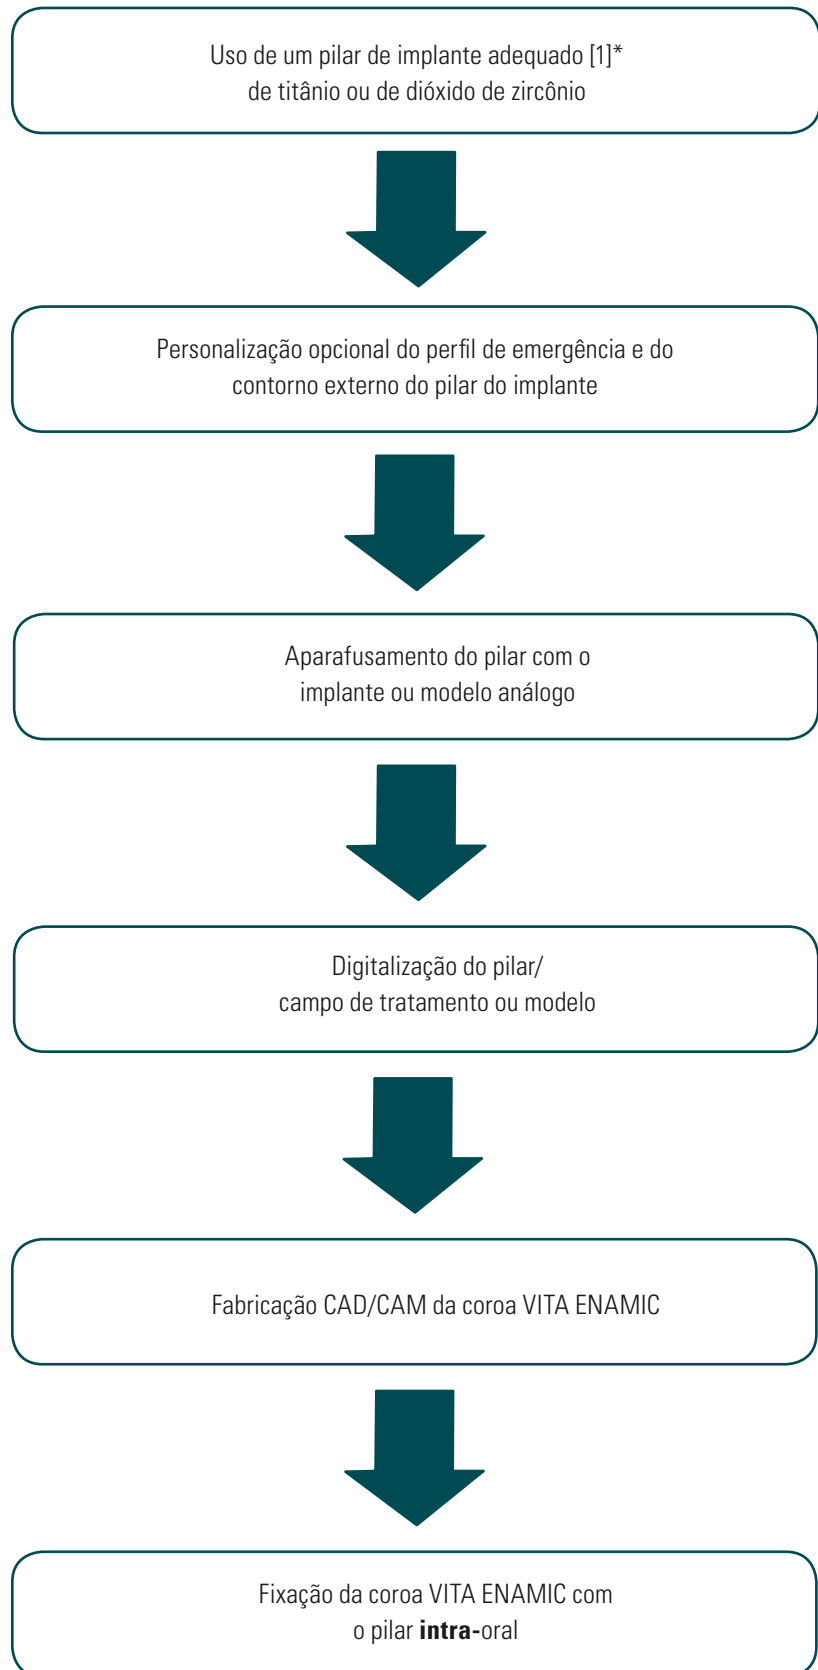 Uso de um pilar de implante adequado [1]*
de titânio ou de dióxido de zircônio
Personalização opcional do perfil de emergência e do
contorno externo do pilar do implante
Aparafusamento do pilar com o
implante ou modelo análogo
Digitalização do pilar/
campo de tratamento ou modelo
Fabricação CAD/CAM da coroa VITA ENAMIC
Fixação da coroa VITA ENAMIC com
o pilar intra-oral